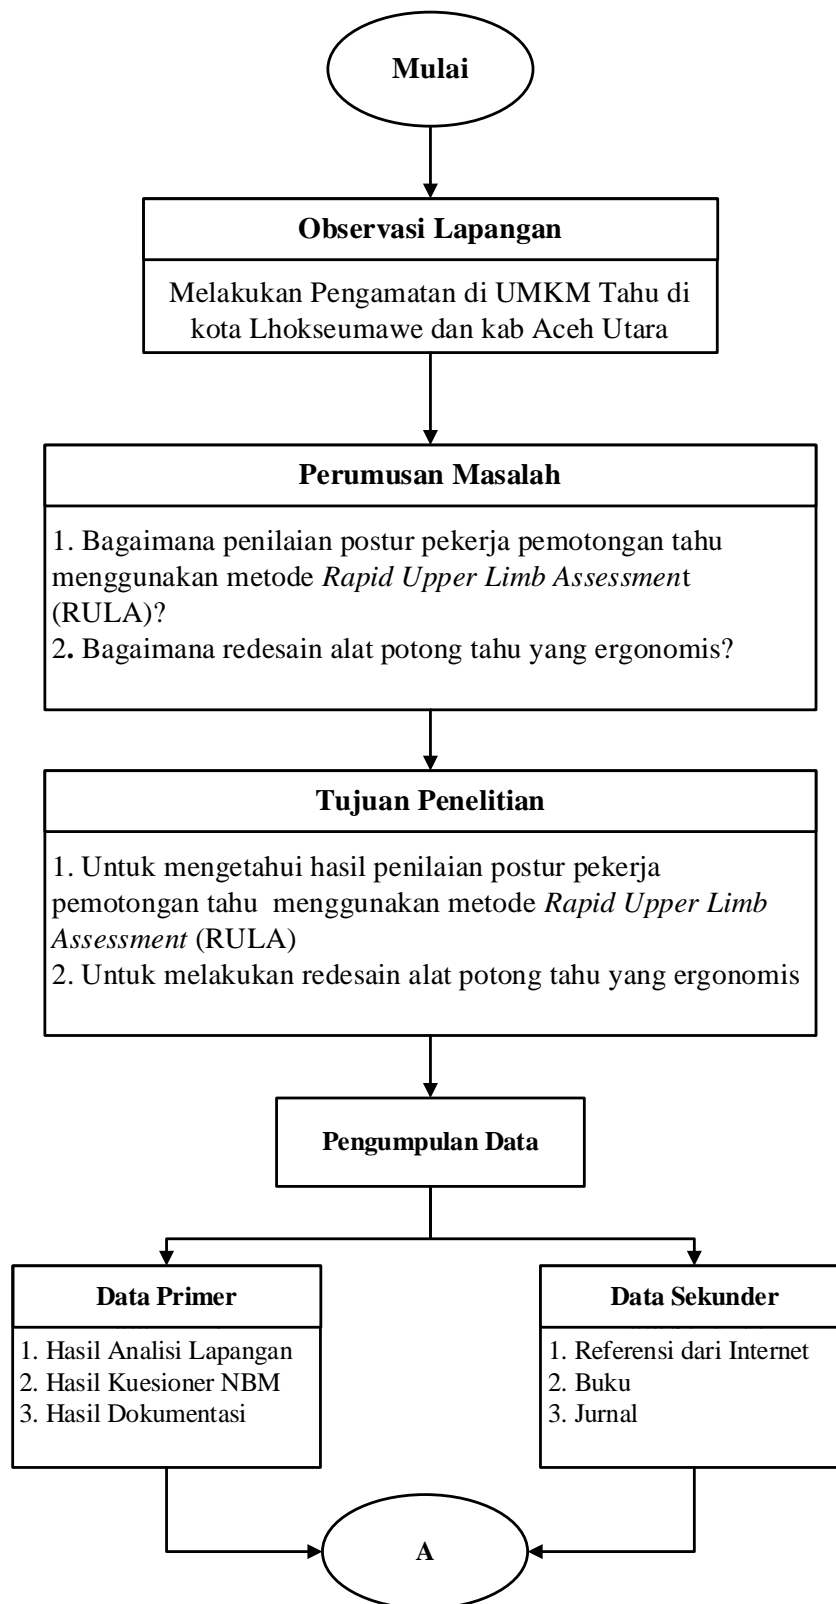 Mulai
Observasi Lapangan
Melakukan Pengamatan di UMKM Tahu di
kota Lhokseumawe dan kab Aceh Utara
Perumusan Masalah
1. Bagaimana penilaian postur pekerja pemotongan tahu
menggunakan metode Rapid Upper Limb Assessment
(RULA)?
2. Bagaimana redesain alat potong tahu yang ergonomis?
Tujuan Penelitian
1. Untuk mengetahui hasil penilaian postur pekerja
pemotongan tahu menggunakan metode Rapid Upper Limb
Assessment (RULA)
2. Untuk melakukan redesain alat potong tahu yang ergonomis
Pengumpulan Data
Data Primer
1. Hasil Analisi Lapangan
2. Hasil Kuesioner NBM
3. Hasil Dokumentasi
Data Sekunder
1. Referensi dari Internet
2. Buku
3. Jurnal
A